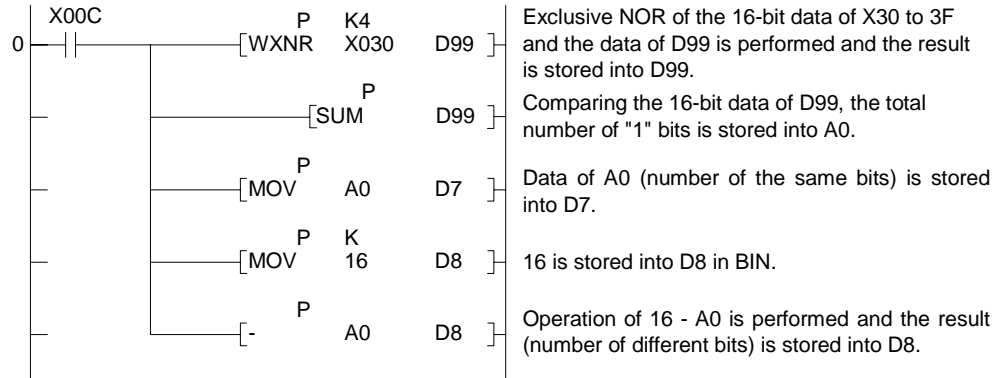 X00C
P K4
0 WXNR X030 D99
Exclusive NOR of the 16-bit data of X30 to 3F
and the data of D99 is performed and the result
is stored into D99.
P
SUM D99
Comparing the 16-bit data of D99, the total
number of "1" bits is stored into A0.
P
MOV A0 D7
Data of A0 (number of the same bits) is stored
into D7.
P K
MOV 16 D8
16 is stored into D8 in BIN.
P
- A0 D8
Operation of 16 - A0 is performed and the result
(number of different bits) is stored into D8.